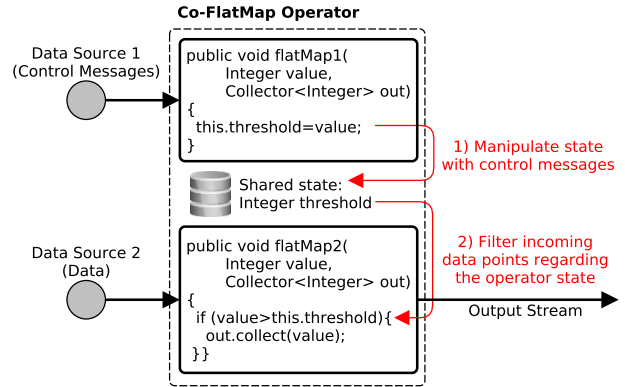 Co-FlatMap Operator
Data Source 1
(Control Messages)
public void flatMap1(
Integer value,
Collector<Integer> out)
{
this.threshold=value;
}
1) Manipulate state
with control messages
Shared state:
Integer threshold
Data Source 2
(Data)
public void flatMap2(
Integer value,
Collector<Integer> out)
{
if (value>this.threshold){
out.collect(value);
}}
2) Filter incoming
data points regarding
the operator state
Output Stream